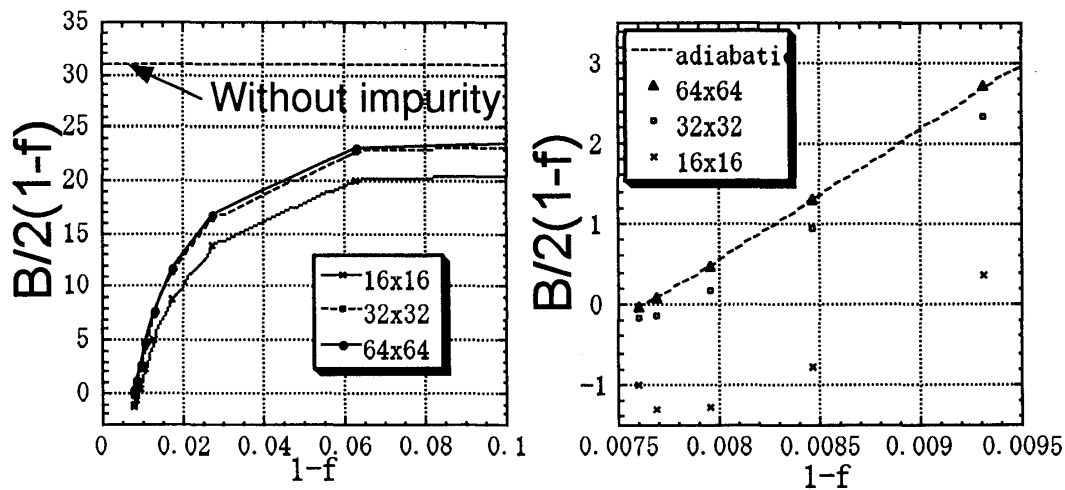 B/2(1-f)
35
30
25
20
15
10
5
0
Without impurity
16x16
32x32
64x64
0
0.02
0.04
0.06
0.08
0.1
1-f
B/2(1-f)
3
2
1
0
-1
adiabati
64x64
32x32
16x16
0.0075
0.008
0.0085
0.009
0.0095
1-f